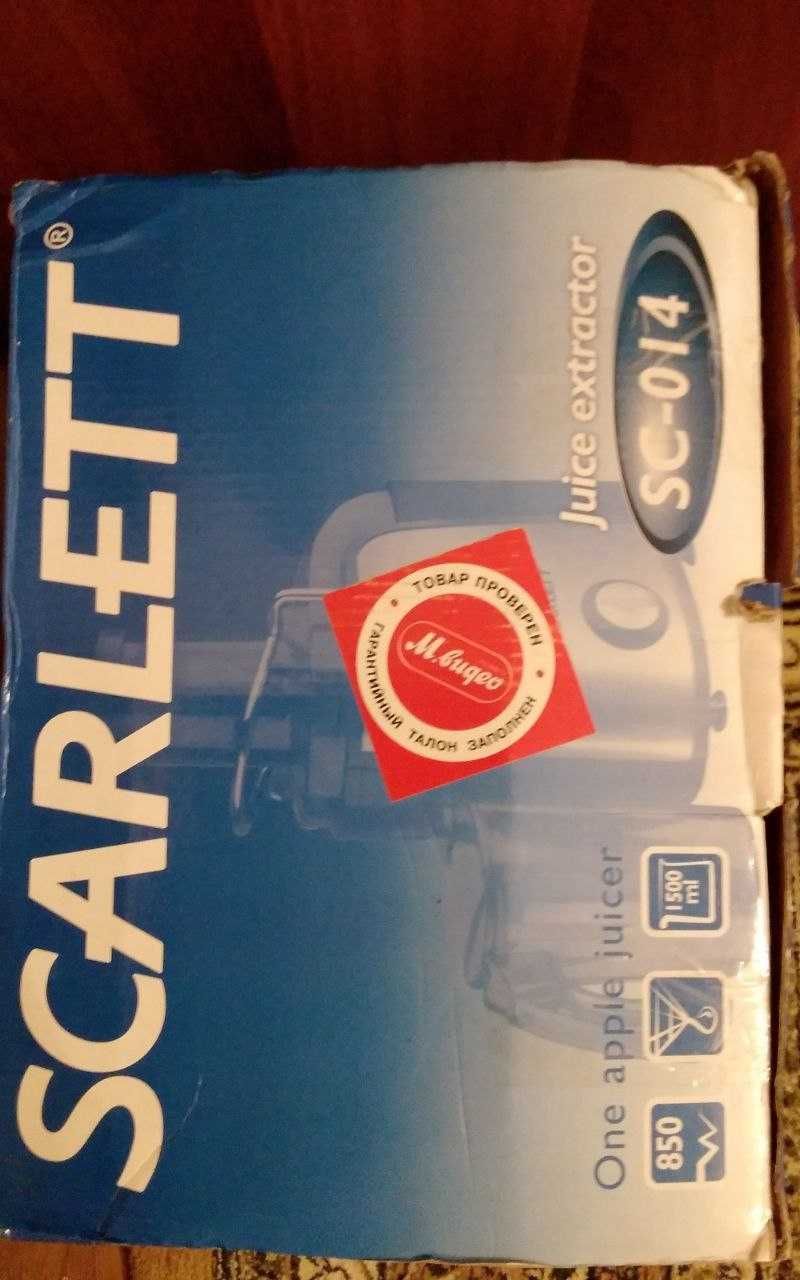 SCARLETT®
Juice extractor
SC-014
ТОВАР ПРОВЕРЕН
М.видео
ГАРАНТИЙНЫЙ ТАЛОН ЗАПОЛНЕН
One apple juicer
850
W
1500
ml